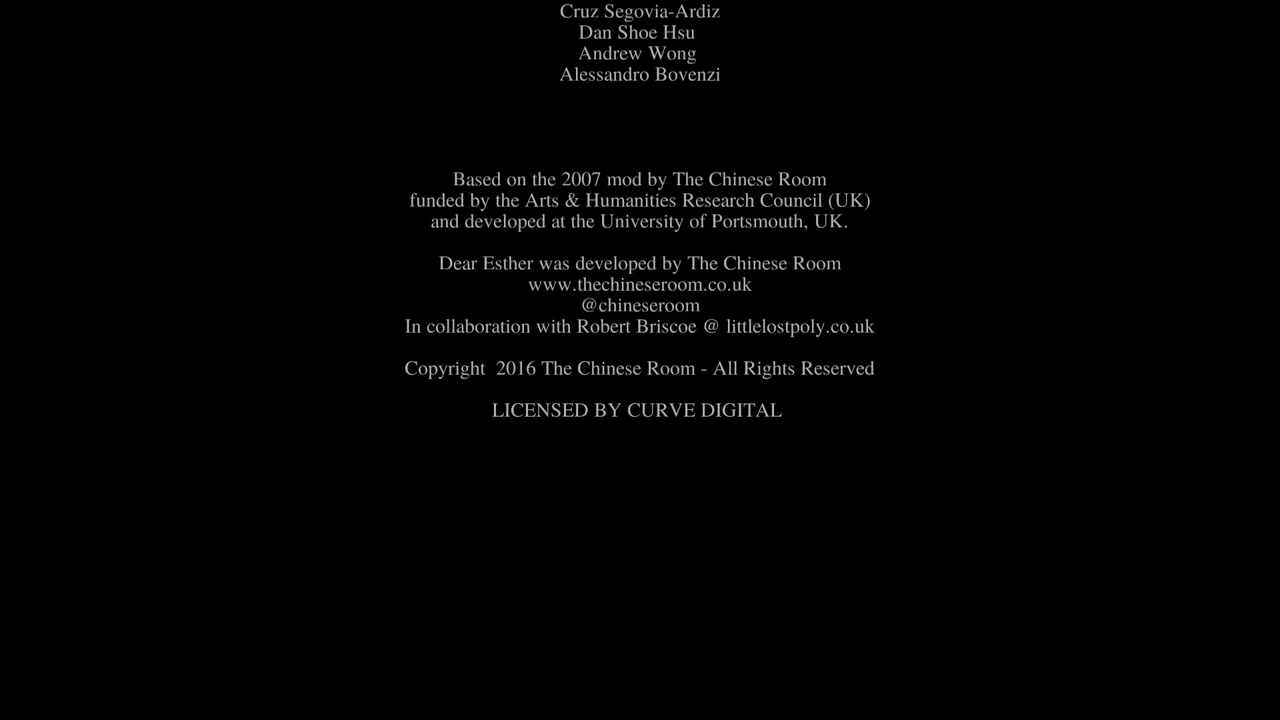 Cruz Segovia-Ardiz
Dan Shoe Hsu
Andrew Wong
Alessandro Bovenzi
Based on the 2007 mod by The Chinese Room
funded by the Arts & Humanities Research Council (UK)
and developed at the University of Portsmouth, UK.
Dear Esther was developed by The Chinese Room
www.thechineseroom.co.uk
@chineseroom
In collaboration with Robert Briscoe @ littlelostpoly.co.uk
Copyright  2016 The Chinese Room - All Rights Reserved
LICENSED BY CURVE DIGITAL